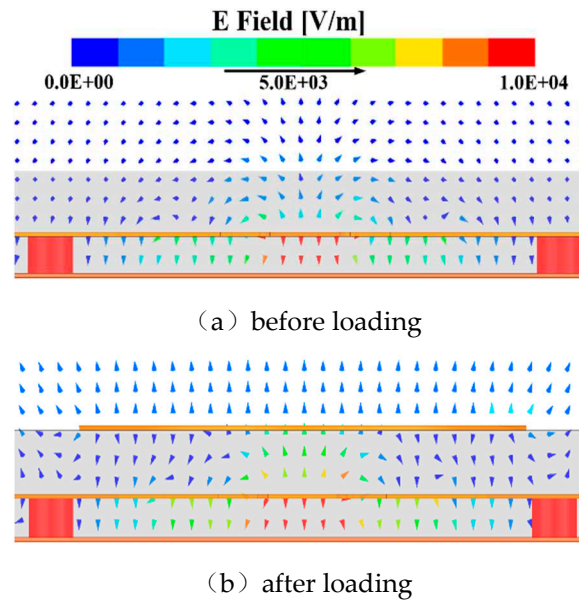 E Field [V/m]
0.0E+00 5.0E+03 1.0E+04
（a）before loading
（b）after loading